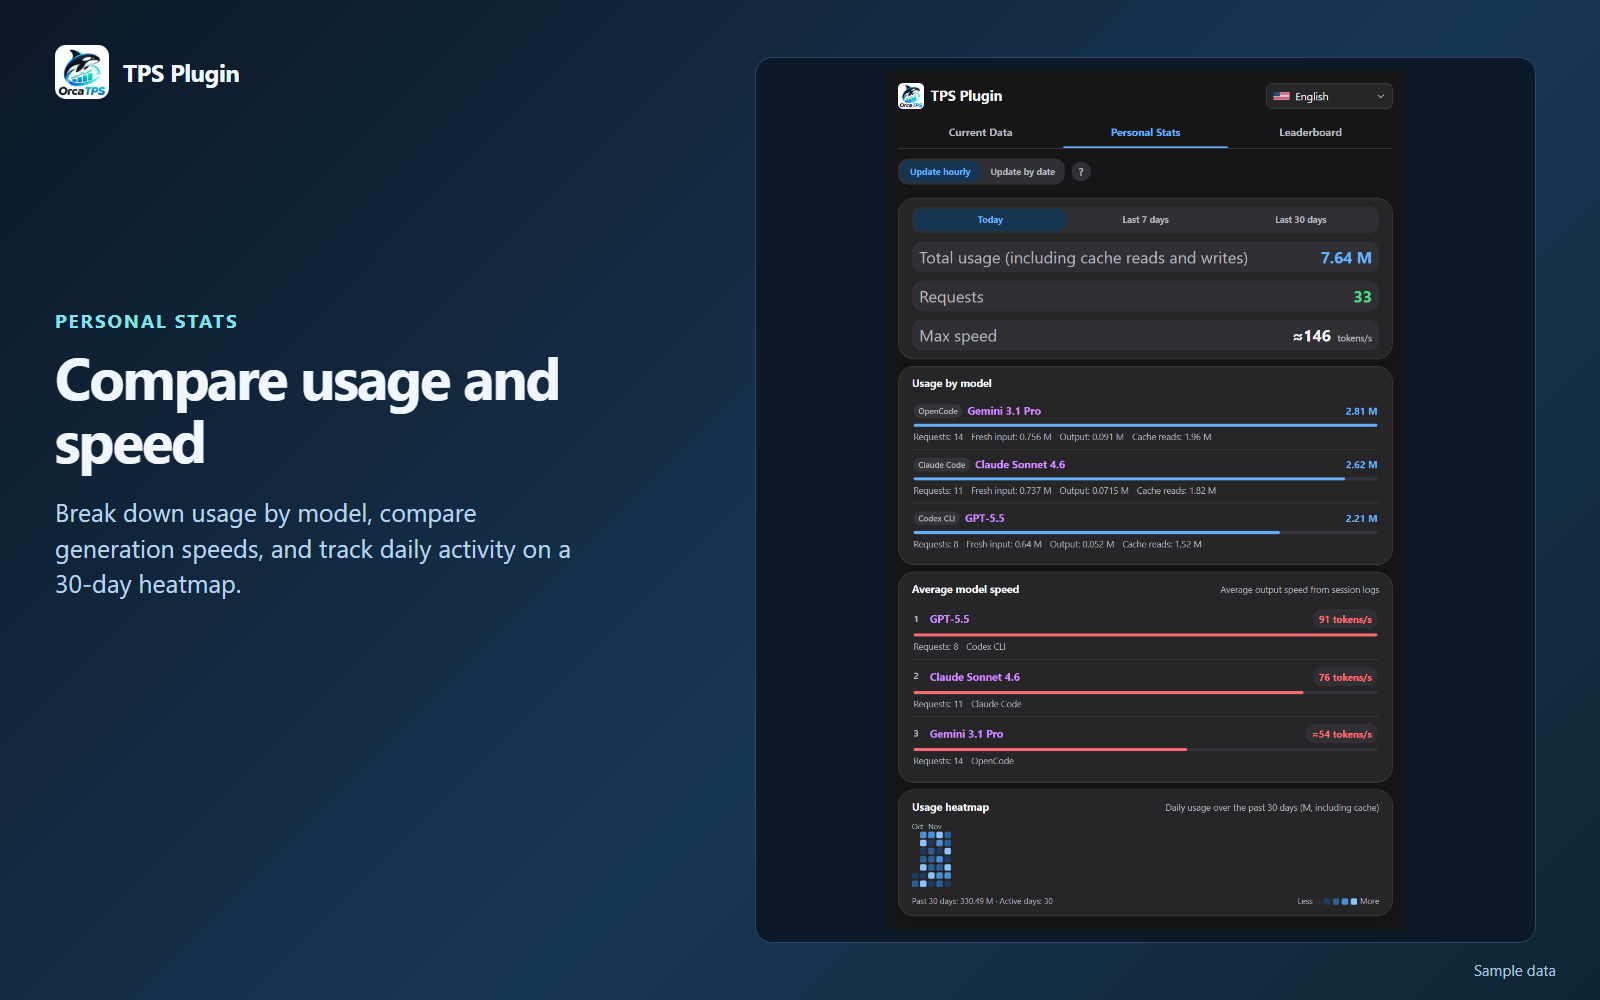 OrcaTPS
TPS Plugin
PERSONAL STATS
Compare usage and
speed
Break down usage by model, compare
generation speeds, and track daily activity on a
30-day heatmap.
OrcaTPS
TPS Plugin
English
Current Data
Personal Stats
Leaderboard
Update hourly
Update by date
?
Today
Last 7 days
Last 30 days
Total usage (including cache reads and writes)
7.64 M
Requests
33
Max speed
≈146 tokens/s
Usage by model
OpenCode Gemini 3.1 Pro
2.81 M
Requests: 14 Fresh input: 0.756 M Output: 0.091 M Cache reads: 1.96 M
Claude Code Claude Sonnet 4.6
2.62 M
Requests: 11 Fresh input: 0.737 M Output: 0.0715 M Cache reads: 1.82 M
Codex CLI GPT-5.5
2.21 M
Requests: 8 Fresh input: 0.64 M Output: 0.052 M Cache reads: 1.52 M
Average model speed
Average output speed from session logs
1 GPT-5.5
91 tokens/s
Requests: 8 Codex CLI
2 Claude Sonnet 4.6
76 tokens/s
Requests: 11 Claude Code
3 Gemini 3.1 Pro
≈54 tokens/s
Requests: 14 OpenCode
Usage heatmap
Daily usage over the past 30 days (M, including cache)
Oct Nov
Past 30 days: 330.49 M · Active days: 30
Less
More
Sample data